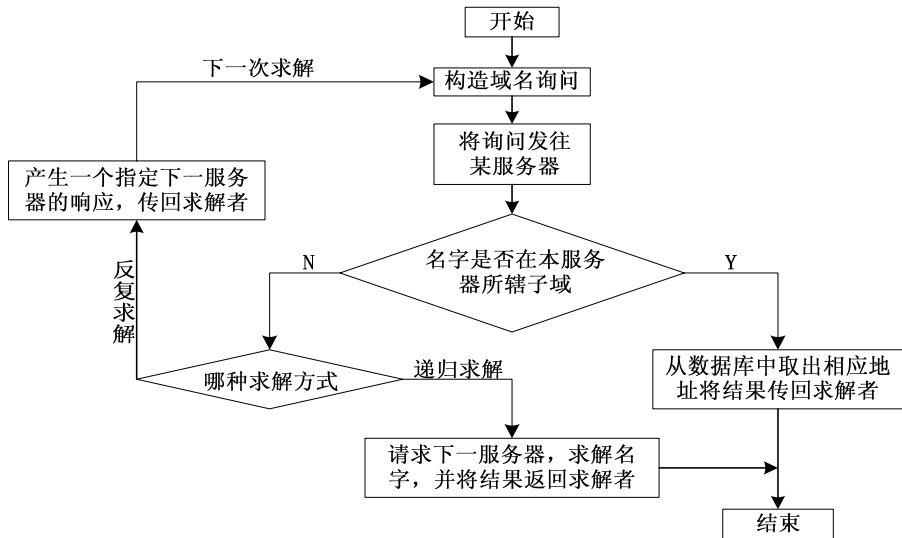 开始
下一次求解
构造域名询问
将询问发往
某服务器
产生一个指定下一服务
器的响应，传回求解者
名字是否在本服务
器所辖子域
N
Y
反复求解
哪种求解方式
递归求解
从数据库中取出相应地
址将结果传回求解者
请求下一服务器，求解名
字，并将结果返回求解者
结束